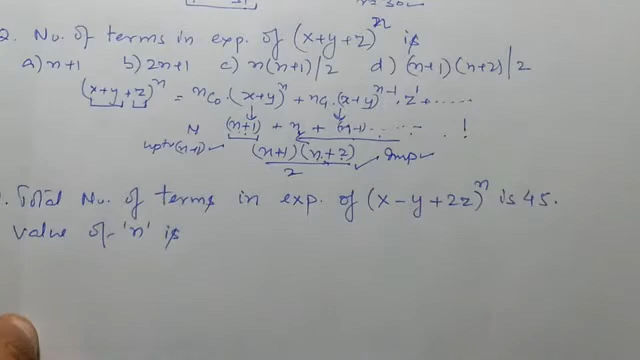 2. No. of terms in exp. of (x+y+z)^n is
a) n+1 b) 2n+1 c) n(n+1)/2 d) (n+1)(n+2)/2
(x+y+z)^n = nC0.(x+y)^n + nC1.(x+y)^n-1.z^1+......
(n+1) + n + (n-1)....... . !
upto(n+1)✓ (n+1)(n+2)/2 ✓ Imp✓
. Total No. of terms in exp. of (x-y+2z)^n is 45.
Value of 'n' is